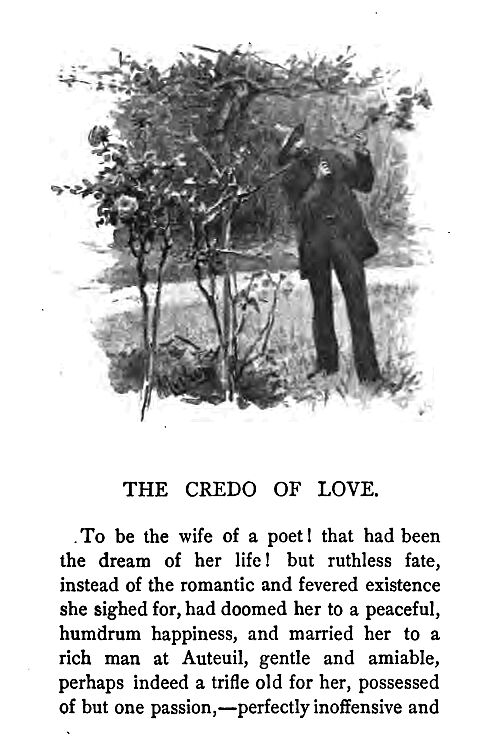 THE CREDO OF LOVE.
To be the wife of a poet! that had been
the dream of her life! but ruthless fate,
instead of the romantic and fevered existence
she sighed for, had doomed her to a peaceful,
humdrum happiness, and married her to a
rich man at Auteuil, gentle and amiable,
perhaps indeed a trifle old for her, possessed
of but one passion,—perfectly inoffensive and